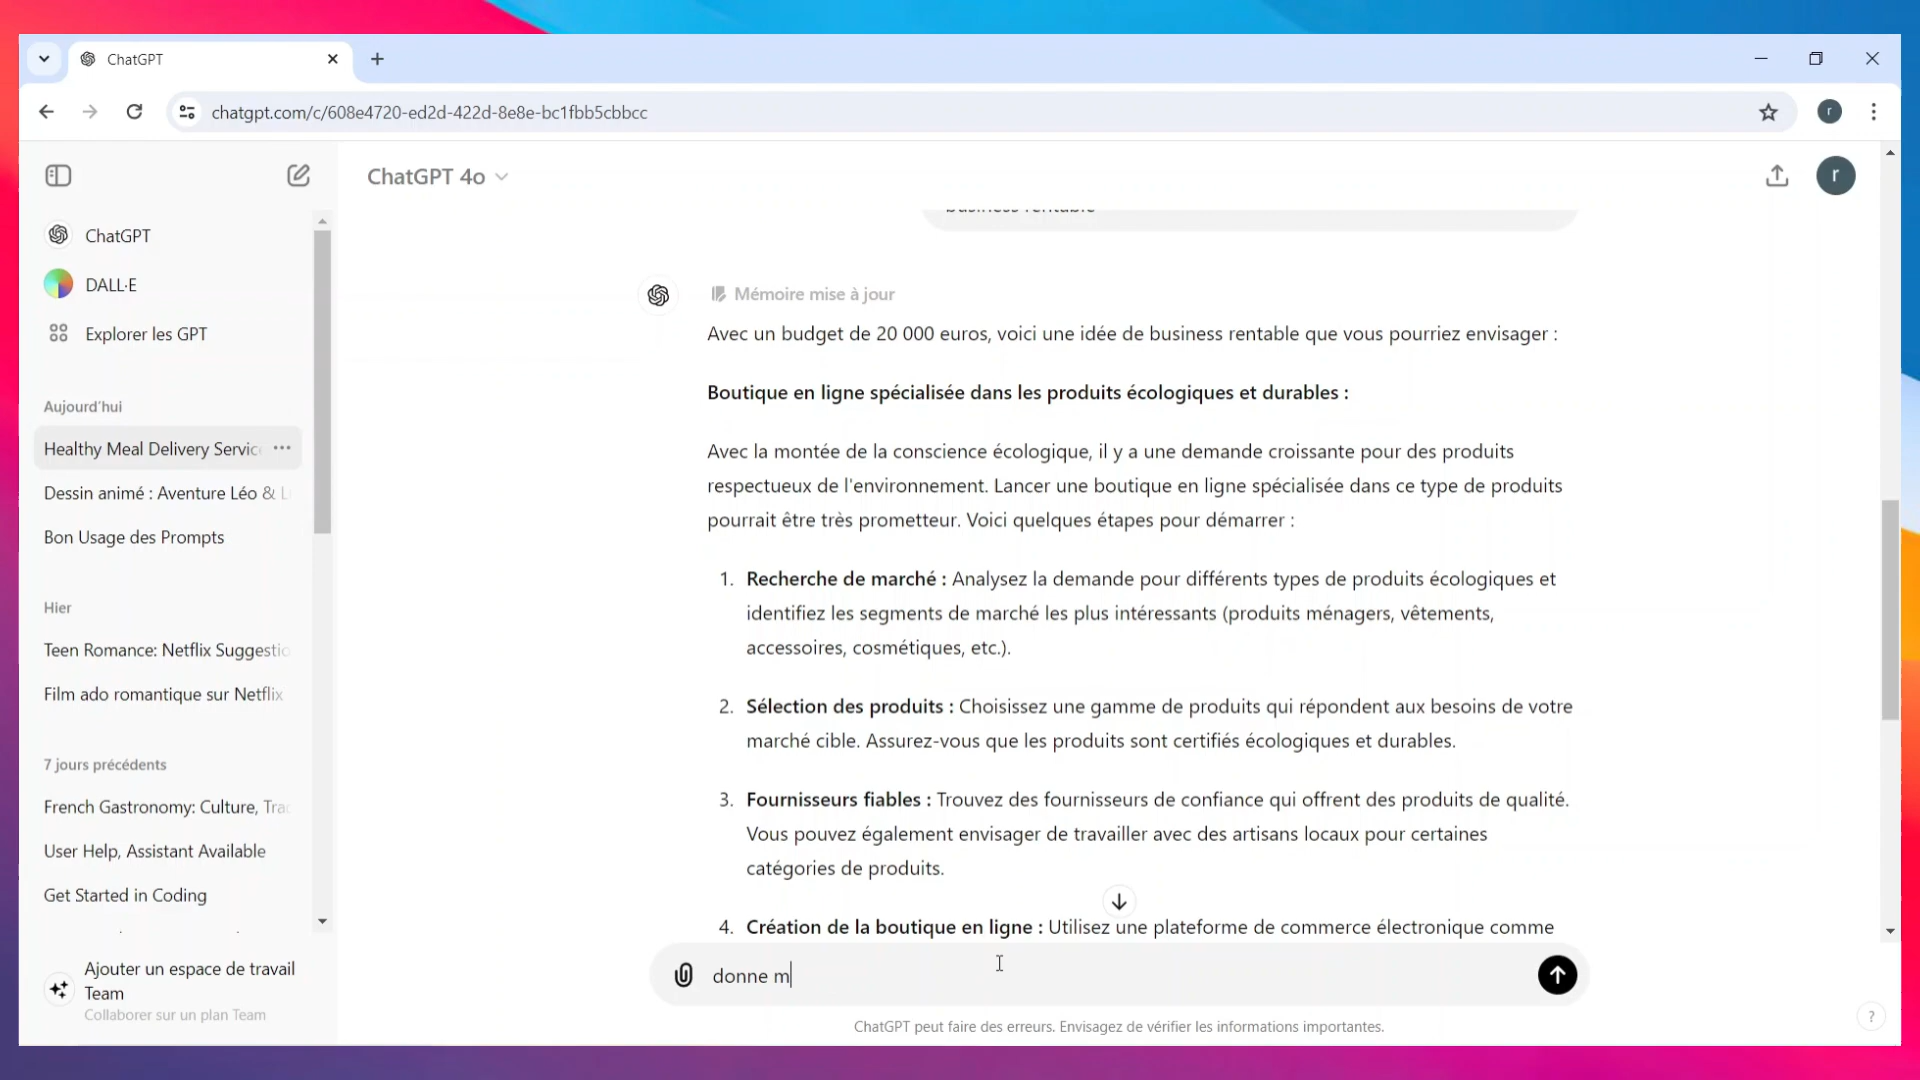 ChatGPT
chatgpt.com/c/608e4720-ed2d-422d-8e8e-bc1fbb5cbbcc
r
ChatGPT 4o
r
ChatGPT
DALL·E
Explorer les GPT
Aujourd'hui
Healthy Meal Delivery Servic
Dessin animé : Aventure Léo & L
Bon Usage des Prompts
Hier
Teen Romance: Netflix Suggestio
Film ado romantique sur Netflix
7 jours précédents
French Gastronomy: Culture, Tra
User Help, Assistant Available
Get Started in Coding
Ajouter un espace de travail
Team
Collaborer sur un plan Team
business rentable
Mémoire mise à jour
Avec un budget de 20 000 euros, voici une idée de business rentable que vous pourriez envisager :
Boutique en ligne spécialisée dans les produits écologiques et durables :
Avec la montée de la conscience écologique, il y a une demande croissante pour des produits
respectueux de l'environnement. Lancer une boutique en ligne spécialisée dans ce type de produits
pourrait être très prometteur. Voici quelques étapes pour démarrer :
1. Recherche de marché : Analysez la demande pour différents types de produits écologiques et
identifiez les segments de marché les plus intéressants (produits ménagers, vêtements,
accessoires, cosmétiques, etc.).
2. Sélection des produits : Choisissez une gamme de produits qui répondent aux besoins de votre
marché cible. Assurez-vous que les produits sont certifiés écologiques et durables.
3. Fournisseurs fiables : Trouvez des fournisseurs de confiance qui offrent des produits de qualité.
Vous pouvez également envisager de travailler avec des artisans locaux pour certaines
catégories de produits.
4. Création de la boutique en ligne : Utilisez une plateforme de commerce électronique comme
donne m
ChatGPT peut faire des erreurs. Envisagez de vérifier les informations importantes.
?